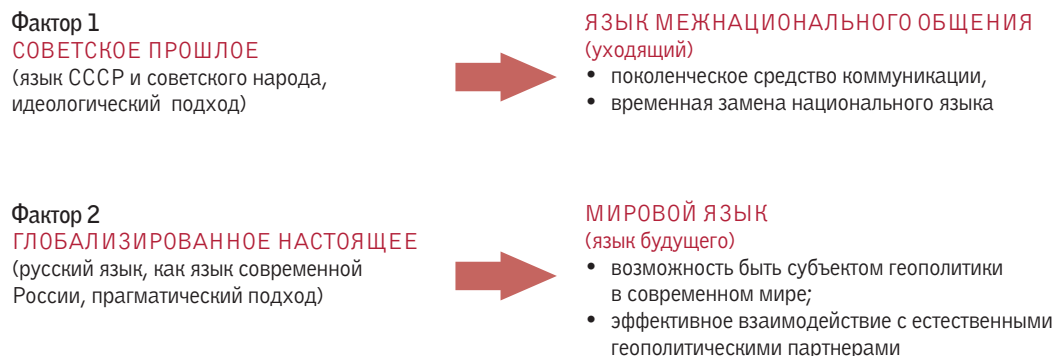 Фактор 1
СОВЕТСКОЕ ПРОШЛОЕ
(язык СССР и советского народа,
идеологический подход)
ЯЗЫК МЕЖНАЦИОНАЛЬНОГО ОБЩЕНИЯ
(уходящий)
• поколенческое средство коммуникации,
• временная замена национального языка
Фактор 2
ГЛОБАЛИЗИРОВАННОЕ НАСТОЯЩЕЕ
(русский язык, как язык современной
России, прагматический подход)
МИРОВОЙ ЯЗЫК
(язык будущего)
• возможность быть субъектом геополитики
в современном мире;
• эффективное взаимодействие с естественными
геополитическими партнерами